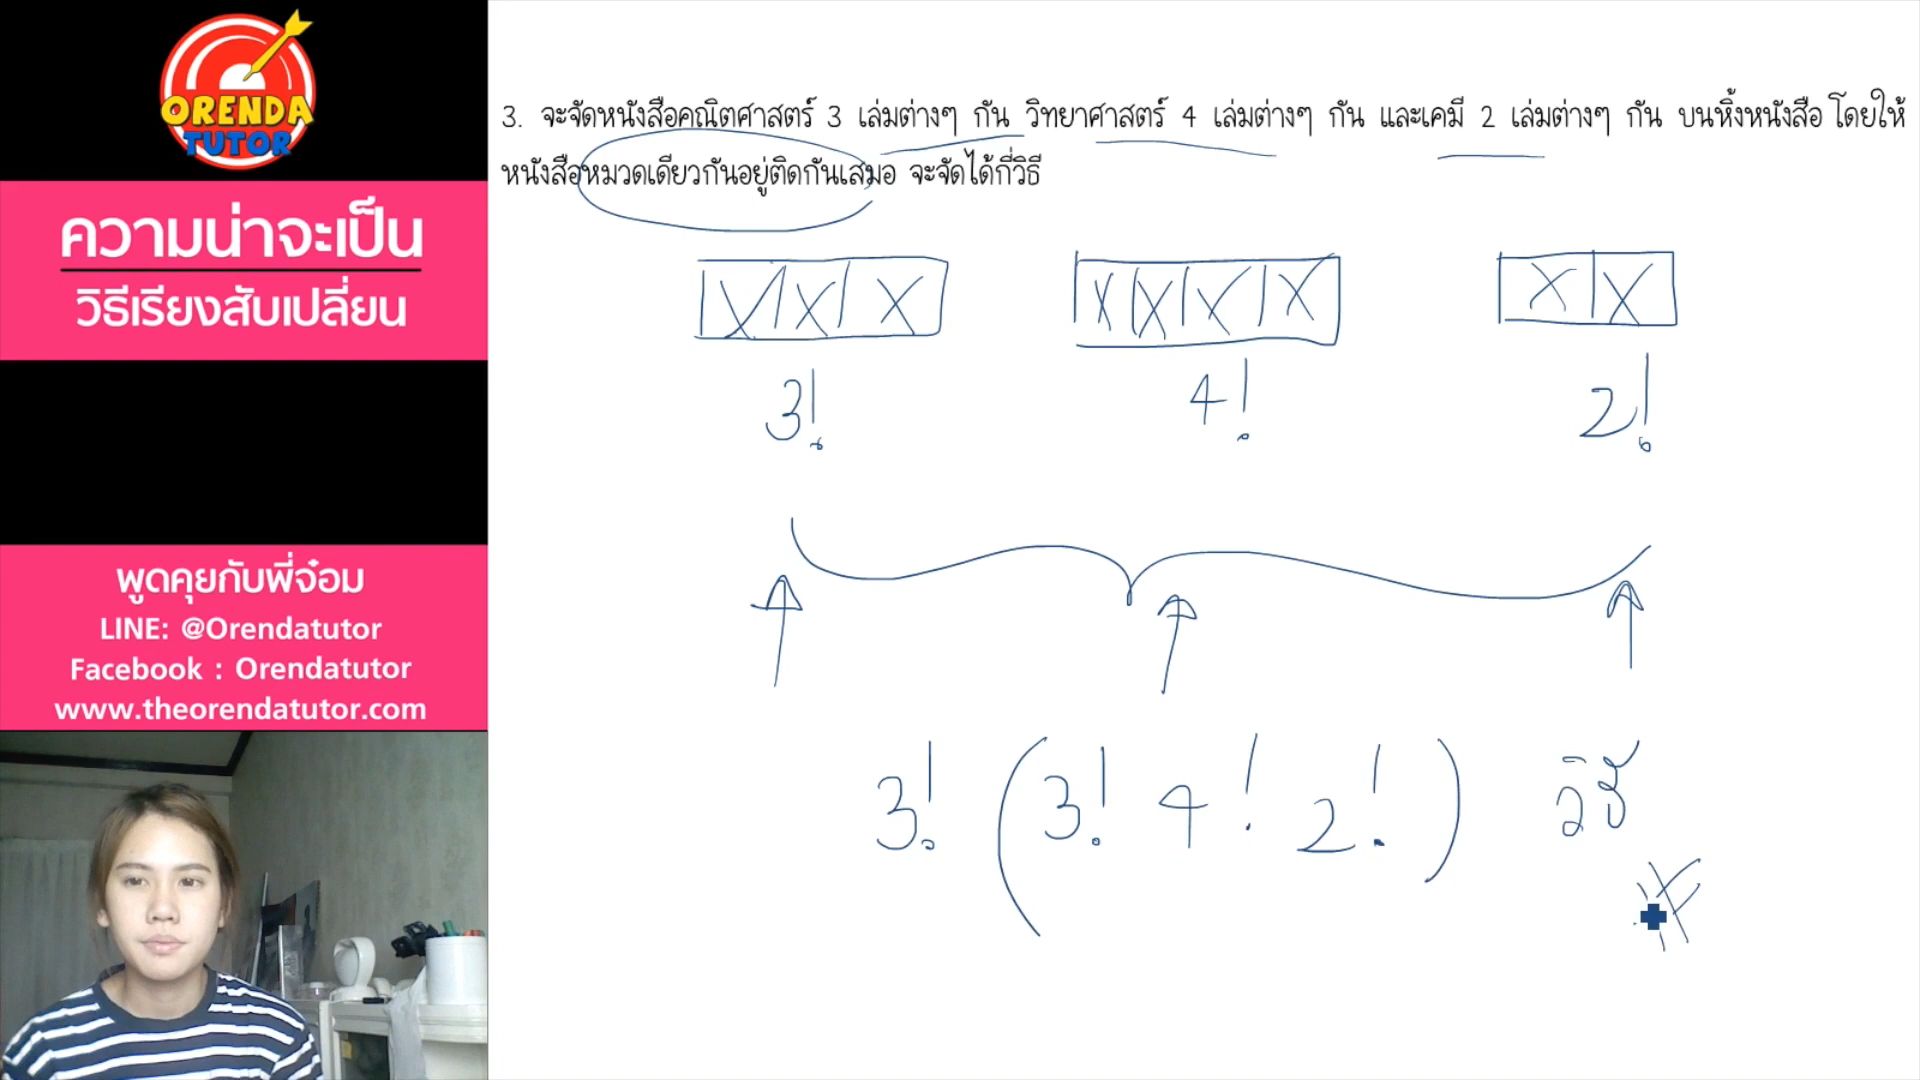 ORENDA
TUTOR
ความน่าจะเป็น
วิธีเรียงสับเปลี่ยน
พูดคุยกับพี่จ๋อม
LINE: @Orendatutor
Facebook : Orendatutor
www.theorendatutor.com
3. จะจัดหนังสือคณิตศาสตร์ 3 เล่มต่างๆ กัน วิทยาศาสตร์ 4 เล่มต่างๆ กัน และเคมี 2 เล่มต่างๆ กัน บนหิ้งหนังสือ โดยให้
หนังสือหมวดเดียวกันอยู่ติดกันเสมอ จะจัดได้กี่วิธี
X X X X X X X X X
3! 4! 2!
3! ( 3! 4! 2! ) วิธี